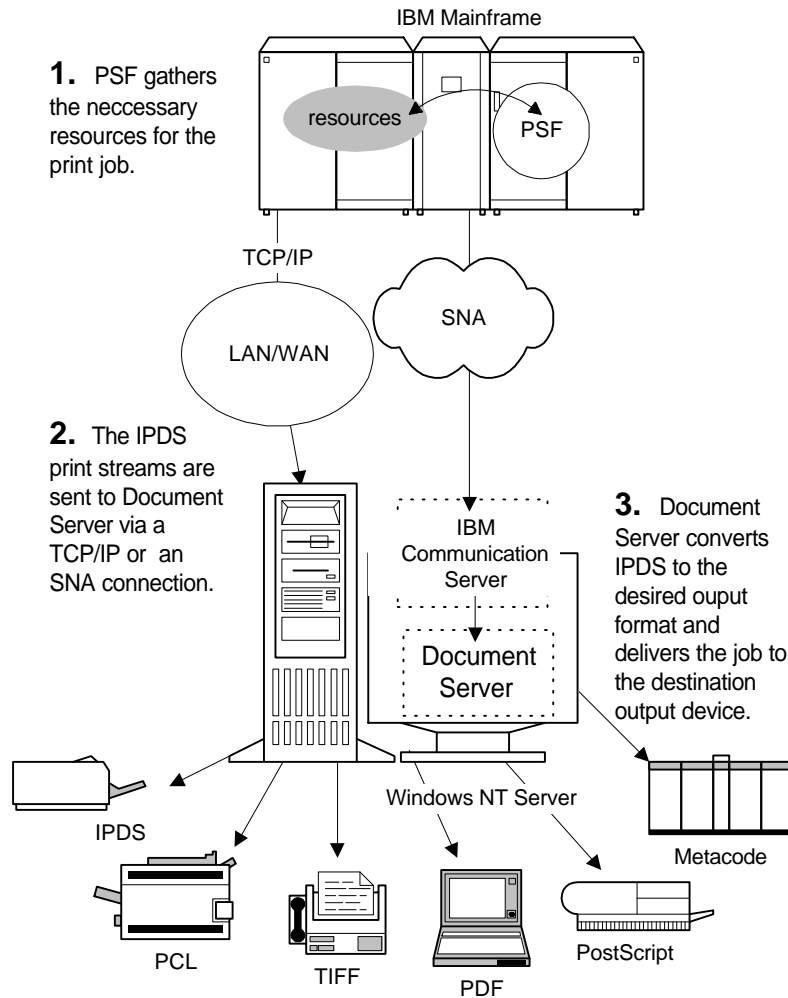 IBM Mainframe
1. PSF gathers
the neccessary
resources for the
print job.
resources
PSF
TCP/IP
SNA
LAN/WAN
2. The IPDS
print streams are
sent to Document
Server via a
TCP/IP or an
SNA connection.
IBM
Communication
Server
Document
Server
3. Document
Server converts
IPDS to the
desired ouput
format and
delivers the job to
the destination
output device.
Windows NT Server
IPDS
Metacode
PCL
TIFF
PDF
PostScript